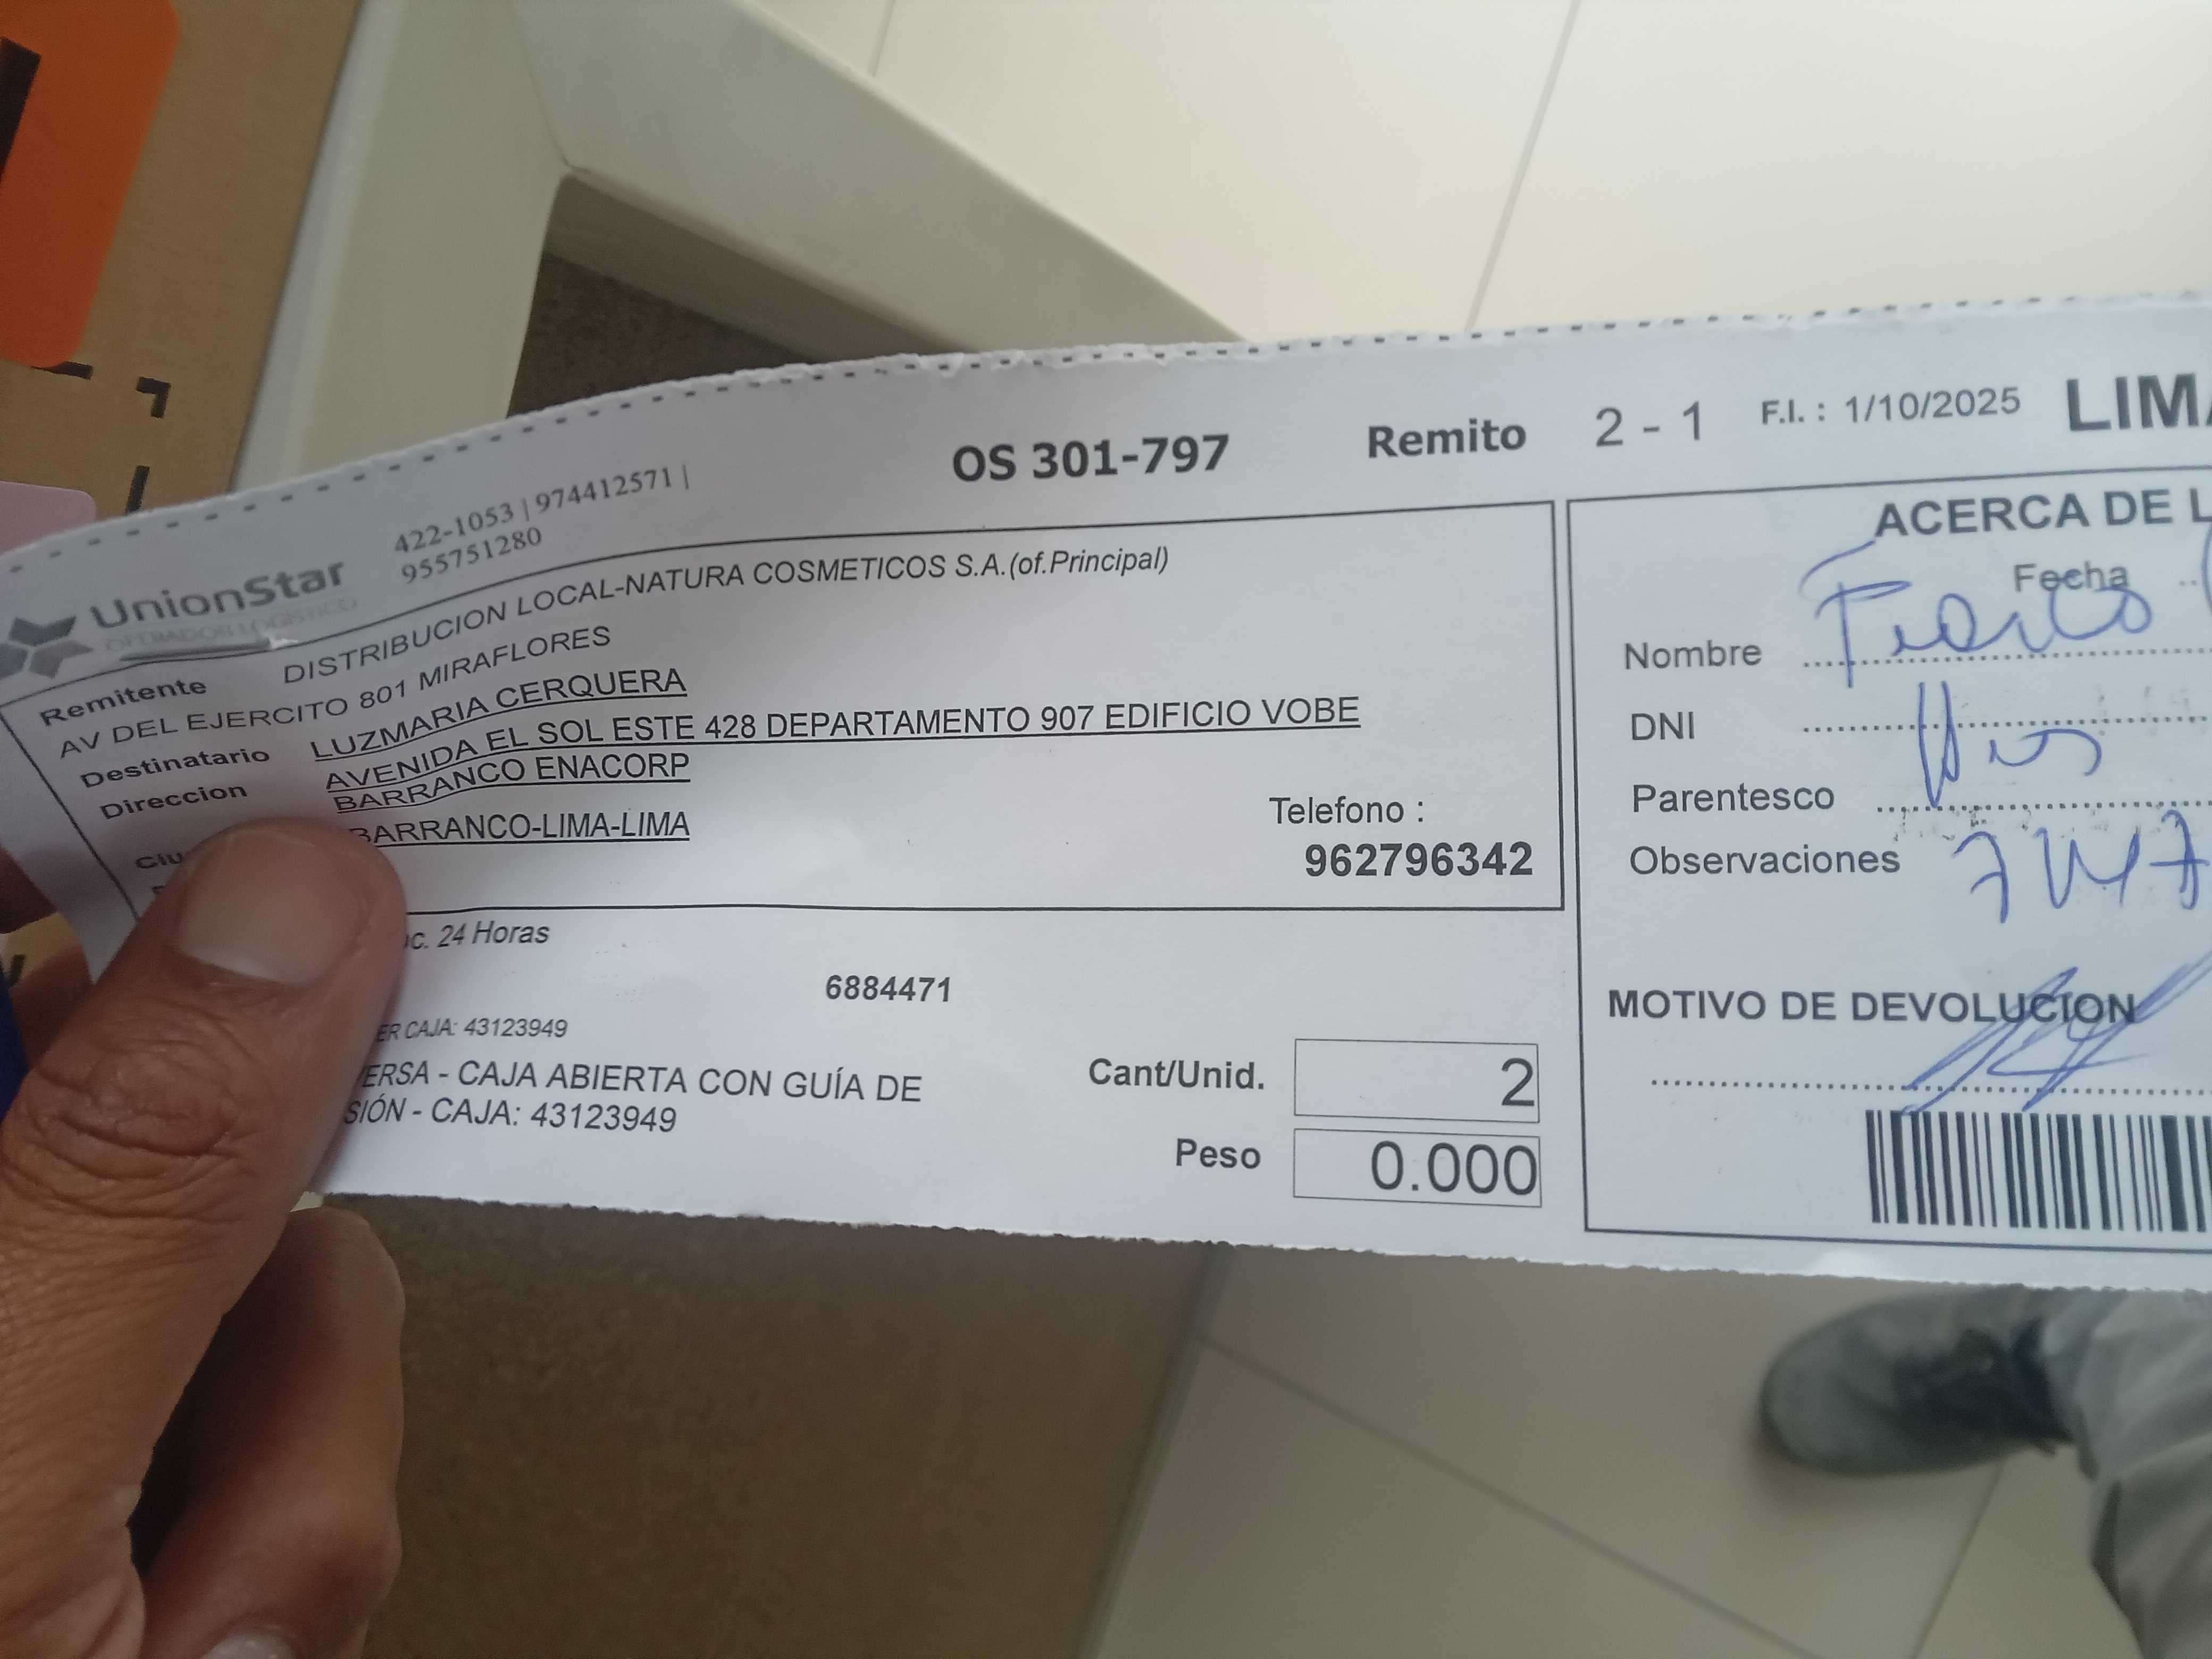 UnionStar
OPERADOR LOGISTICO
422-1053 | 974412571 |
955751280
OS 301-797
Remito 2 - 1
F.I. : 1/10/2025
Remitente DISTRIBUCION LOCAL-NATURA COSMETICOS S.A.(of.Principal)
AV DEL EJERCITO 801 MIRAFLORES
Destinatario LUZMARIA CERQUERA
Direccion AVENIDA EL SOL ESTE 428 DEPARTAMENTO 907 EDIFICIO VOBE
BARRANCO ENACORP
BARRANCO-LIMA-LIMA
Telefono :
962796342
24 Horas
6884471
CAJA: 43123949
- CAJA ABIERTA CON GUÍA DE
- CAJA: 43123949
Cant/Unid. 2
Peso 0.000
ACERCA DE
Fecha
Nombre
DNI
Parentesco
Observaciones
MOTIVO DE DEVOLUCION